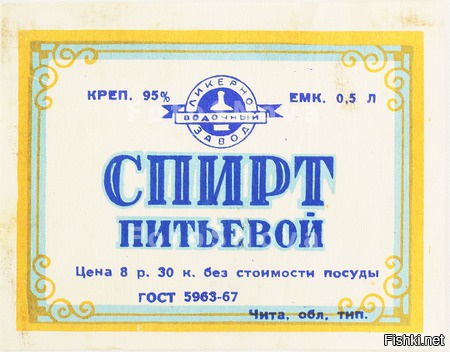 КРЕП. 95%
ЛИКЕРНО
ВОДОЧНЫЙ
ЗАВОД
ЕМК. 0,5 Л
СПИРТ
ПИТЬЕВОЙ
Цена 8 р. 30 к. без стоимости посуды
ГОСТ 5963-67
Чита, обл, тип.
Fishki.net